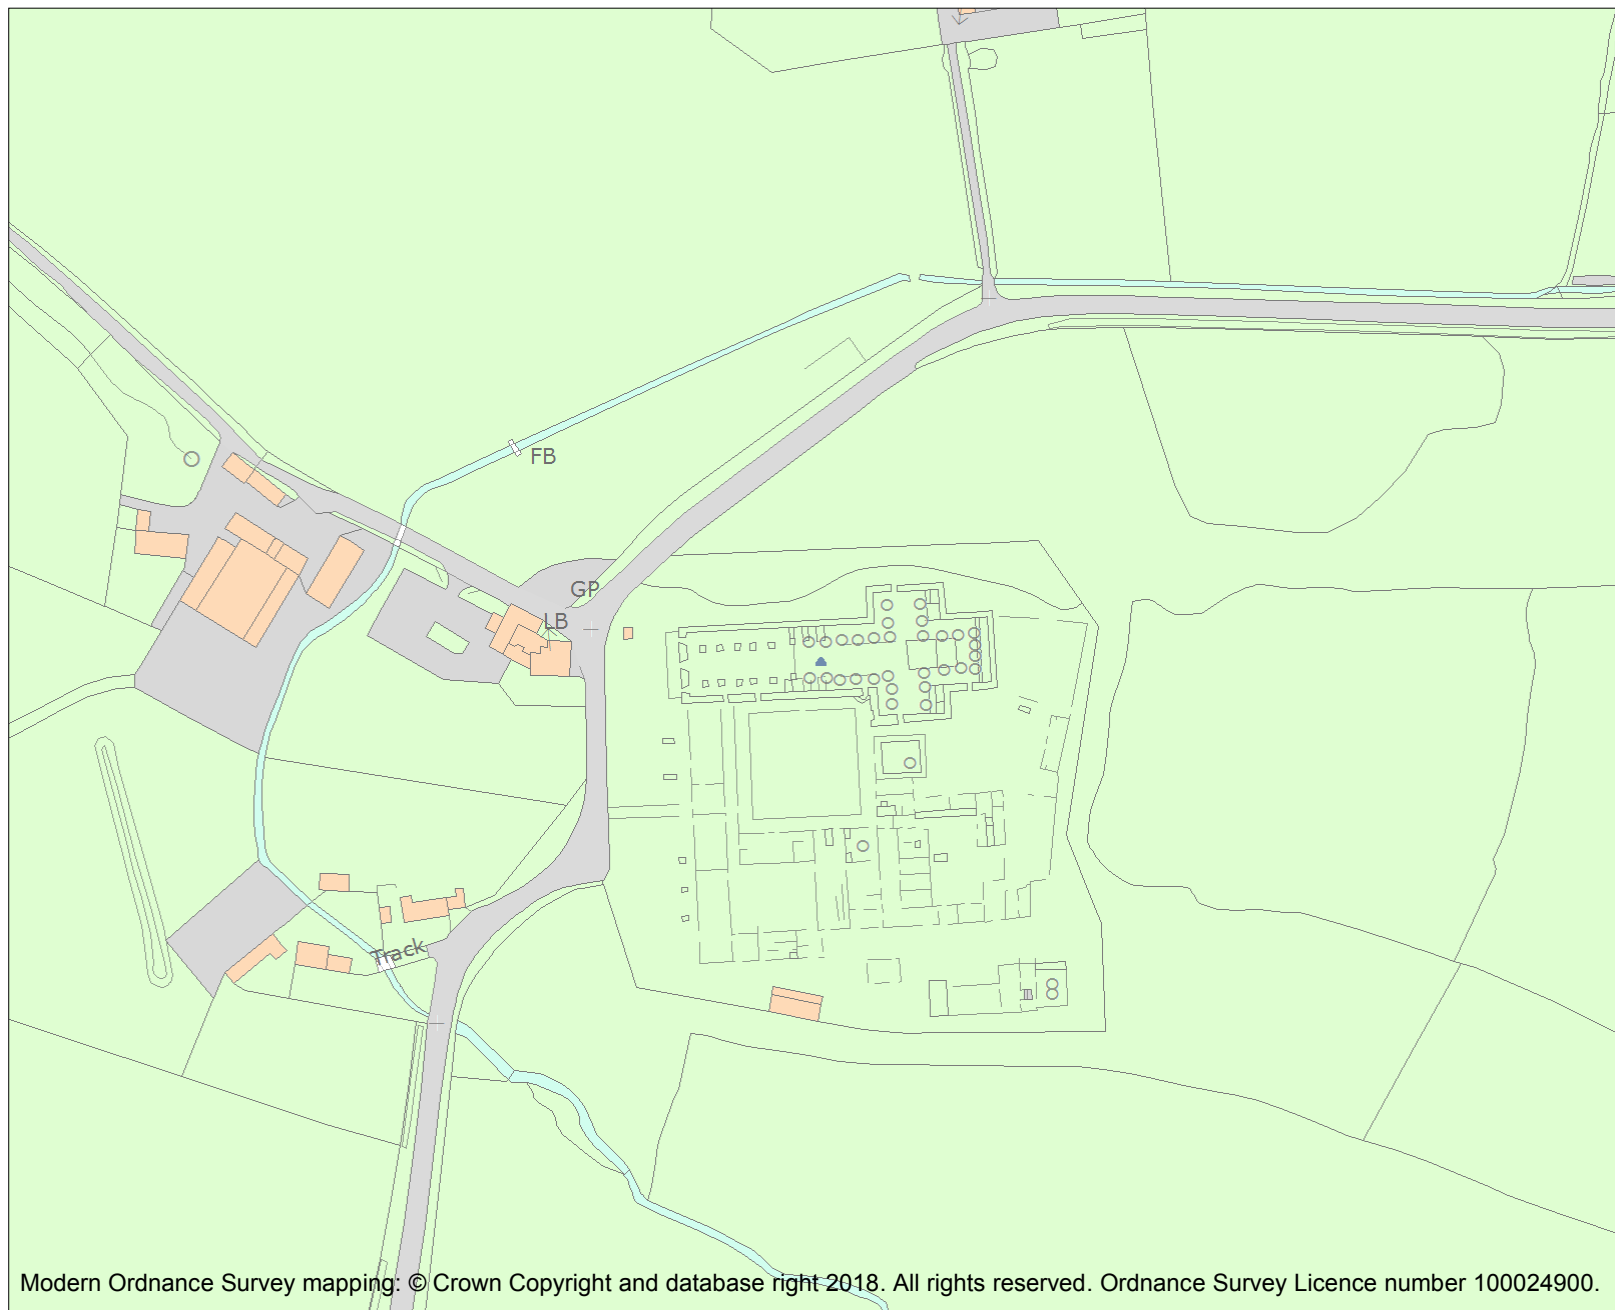 FB
GP
LB
Track
Modern Ordnance Survey mapping: © Crown Copyright and database right 2018. All rights reserved. Ordnance Survey Licence number 100024900.